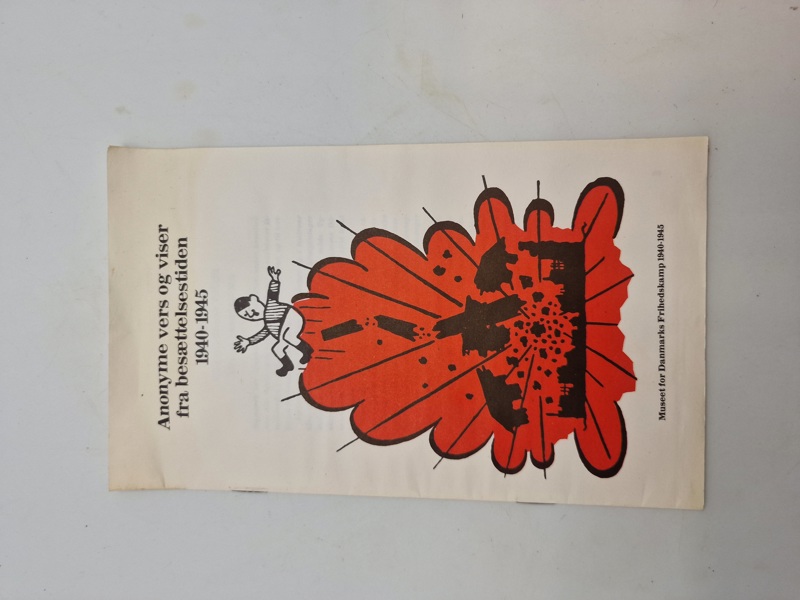 Anonyme vers og viser
fra besættelsestiden
1940-1945
Museet for Danmarks Frihedskamp 1940-1945